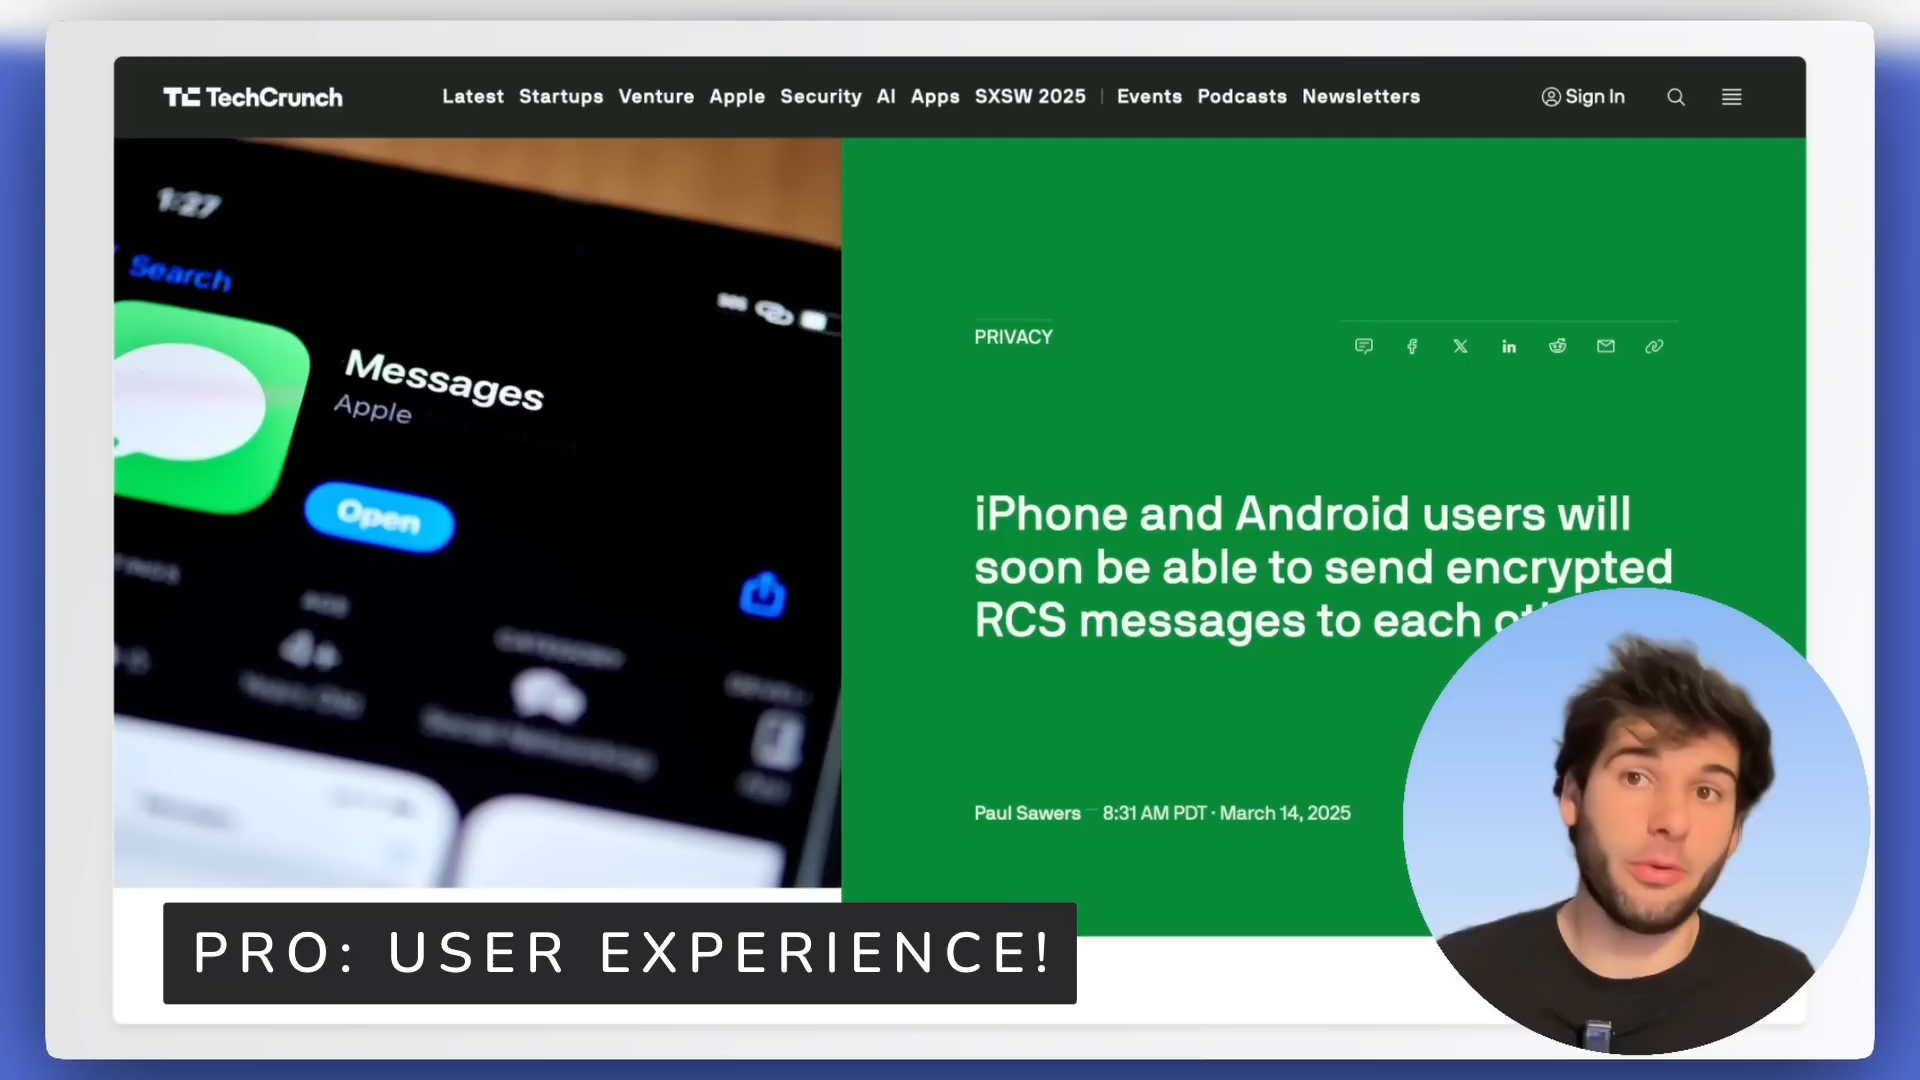 TechCrunch
Latest Startups Venture Apple Security AI Apps SXSW 2025 | Events Podcasts Newsletters
Sign In
1:27
Search
Messages
Apple
Open
PRIVACY
iPhone and Android users will
soon be able to send encrypted
RCS messages to each
Paul Sawers — 8:31 AM PDT · March 14, 2025
PRO: USER EXPERIENCE!